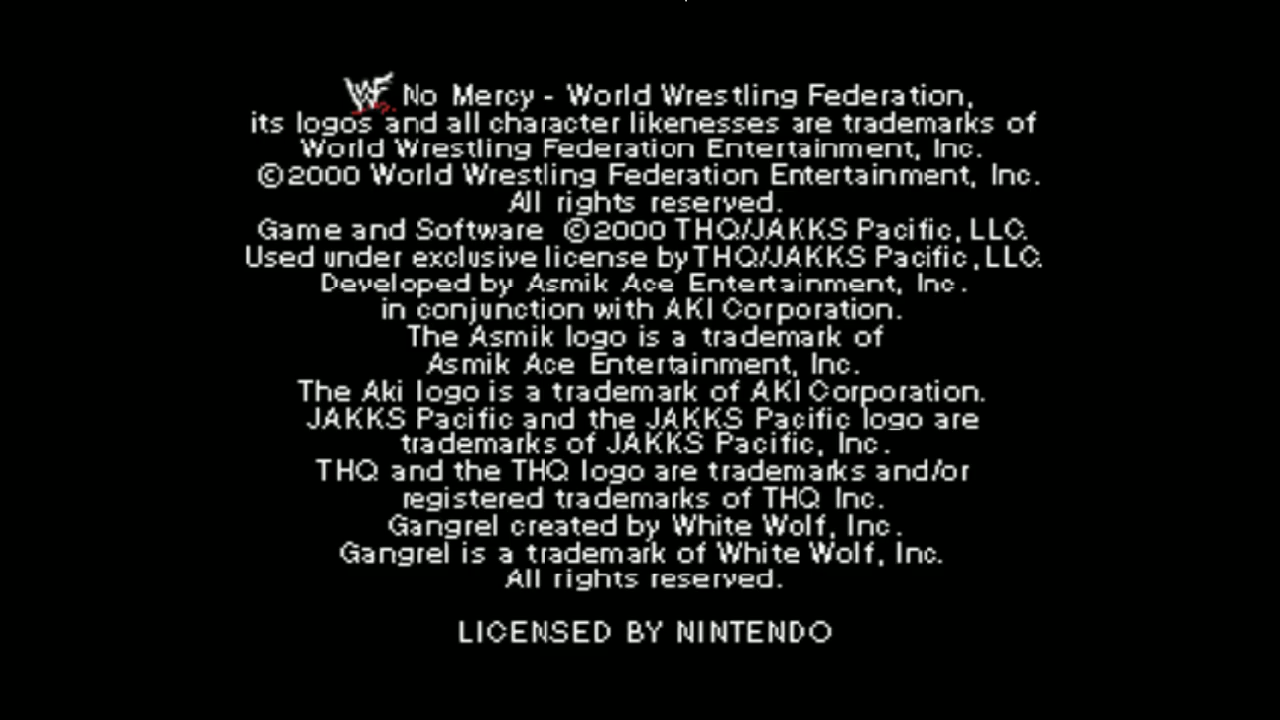 WF No Mercy - World Wrestling Federation,
its logos and all character likenesses are trademarks of
World Wrestling Federation Entertainment, Inc.
©2000 World Wrestling Federation Entertainment, Inc.
All rights reserved.
Game and Software ©2000 THQ/JAKKS Pacific, LLC.
Used under exclusive license by THQ/JAKKS Pacific, LLC.
Developed by Asmik Ace Entertainment, Inc.
in conjunction with AKI Corporation.
The Asmik logo is a trademark of
Asmik Ace Entertainment, Inc.
The Aki logo is a trademark of AKI Corporation.
JAKKS Pacific and the JAKKS Pacific logo are
trademarks of JAKKS Pacific, Inc.
THQ and the THQ logo are trademarks and/or
registered trademarks of THQ Inc.
Gangrel created by White Wolf, Inc.
Gangrel is a trademark of White Wolf, Inc.
All rights reserved.
LICENSED BY NINTENDO